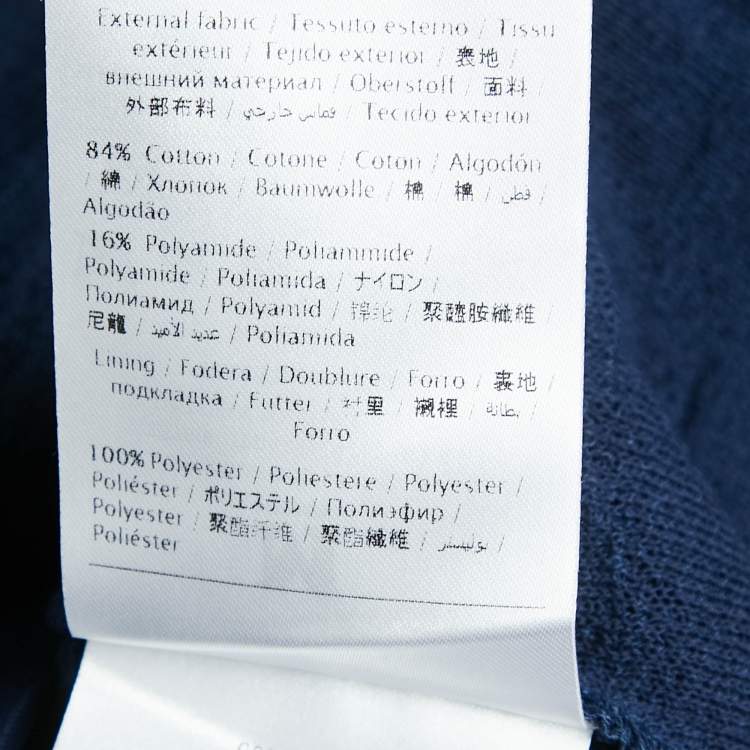 External fabric / Tessuto esterno / Tissu
extérieur / Tejido exterior / 表地 /
внешний материал / Oberstoff / 面料 /
外部布料 / قماس خارجي / Tecido exterior
84% Cotton / Cotone / Coton / Algodón
/ 綿 / Хлопок / Baumwolle / 棉 / 棉 / قطن /
Algodão
16% Polyamide / Poliammide /
Polyamide / Poliamida / ナイロン /
Полиамид / Polyamid / 锦纶 / 聚醯胺纖維 /
尼龍 / عديد الأميد / Poliamida
Lining / Fodera / Doublure / Forro / 裏地 /
подкладка / Futter / 衬里 / 襯裡 / بطانة /
Forro
100% Polyester / Poliestere / Polyester /
Poliéster / ポリエステル / Полиэфир /
Polyester / 聚酯纤维 / 聚酯纖維 / بوليستر /
Poliéster